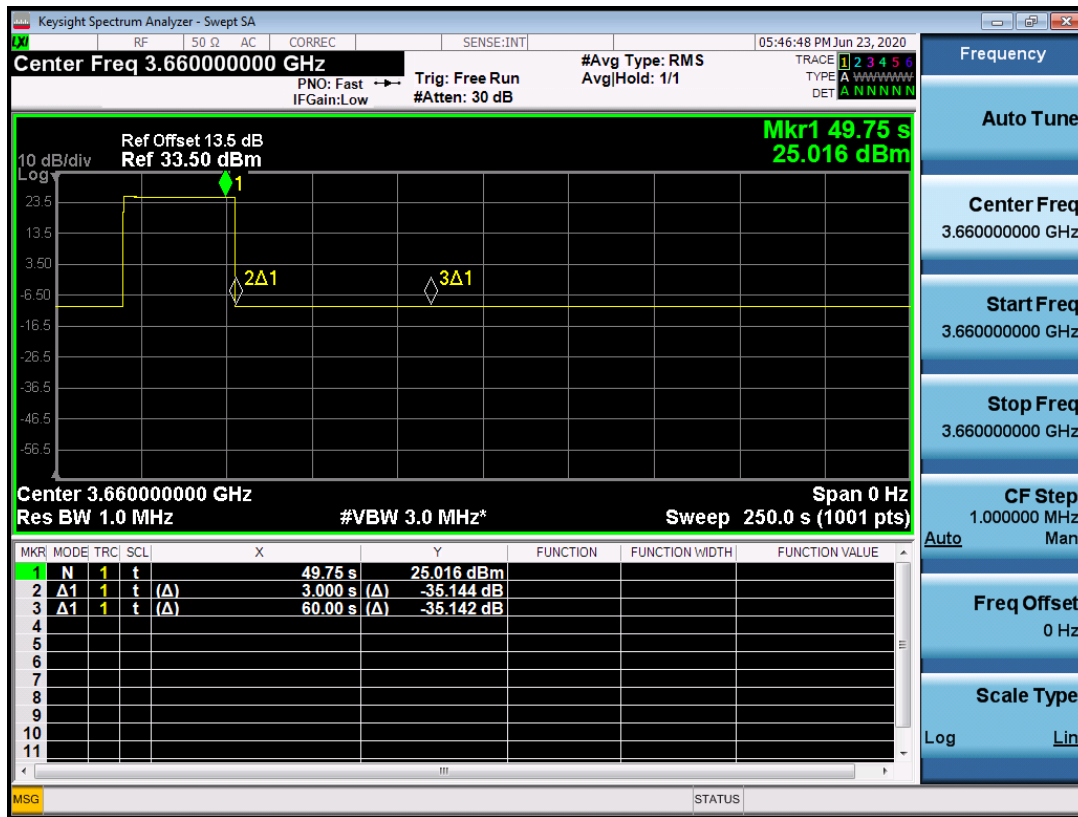 Keysight Spectrum Analyzer - Swept SA
LXI RF 50 Ω AC CORREC SENSE:INT 05:46:48 PM Jun 23, 2020
Center Freq 3.660000000 GHz
PNO: Fast
IFGain:Low
Trig: Free Run
#Atten: 30 dB
#Avg Type: RMS
Avg|Hold: 1/1
TRACE 1 2 3 4 5 6
TYPE A WWWWW
DET A N N N N N
Mkr1 49.75 s
25.016 dBm
Ref Offset 13.5 dB
10 dB/div Ref 33.50 dBm
Log
1
23.5
13.5
3.50
2Δ1 3Δ1
-6.50
-16.5
-26.5
-36.5
-46.5
-56.5
Center 3.660000000 GHz Span 0 Hz
Res BW 1.0 MHz #VBW 3.0 MHz* Sweep 250.0 s (1001 pts)
MKR MODE TRC SCL X Y FUNCTION FUNCTION WIDTH FUNCTION VALUE
1 N 1 t 49.75 s 25.016 dBm
2 Δ1 1 t (Δ) 3.000 s (Δ) -35.144 dB
3 Δ1 1 t (Δ) 60.00 s (Δ) -35.142 dB
4
5
6
7
8
9
10
11
MSG STATUS
Frequency
Auto Tune
Center Freq
3.660000000 GHz
Start Freq
3.660000000 GHz
Stop Freq
3.660000000 GHz
CF Step
1.000000 MHz
Auto Man
Freq Offset
0 Hz
Scale Type
Log Lin